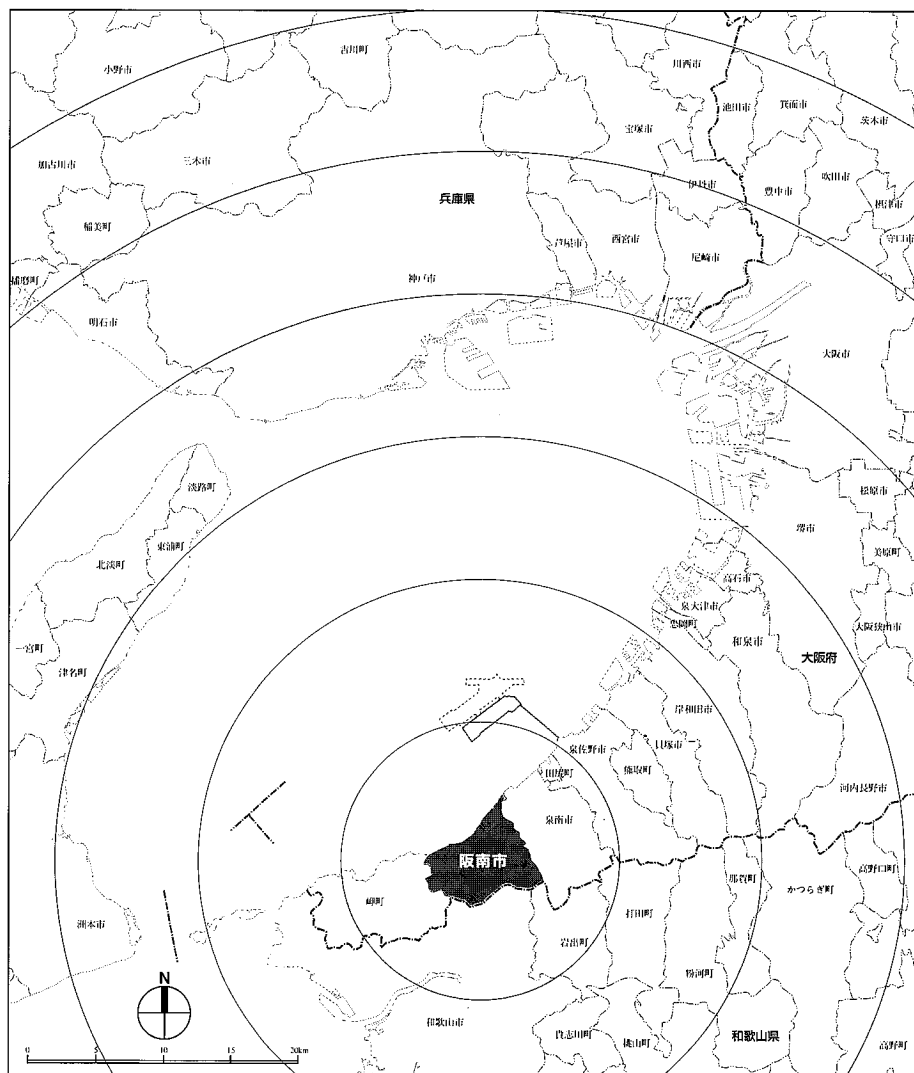 吉川町
小野市
川西市
池田市
箕面市
茨木市
宝塚市
加古川市
三木市
伊丹市
豊中市
吹田市
摂津市
兵庫県
稲美町
芦屋市
西宮市
尼崎市
守口市
播磨町
神戸市
明石市
大阪市
淡路町
松原市
東浦町
堺市
北淡町
美原町
高石市
泉大津市
忠岡町
和泉市
大阪狭山市
一宮町
津名町
大阪府
岸和田市
泉佐野市
貝塚市
田尻町
熊取町
河内長野市
泉南市
阪南市
那賀町
高野口町
かつらぎ町
岬町
打田町
洲本市
岩出町
粉河町
N
和歌山市
貴志川町
桃山町
和歌山県
高野町
0 5 10 20km